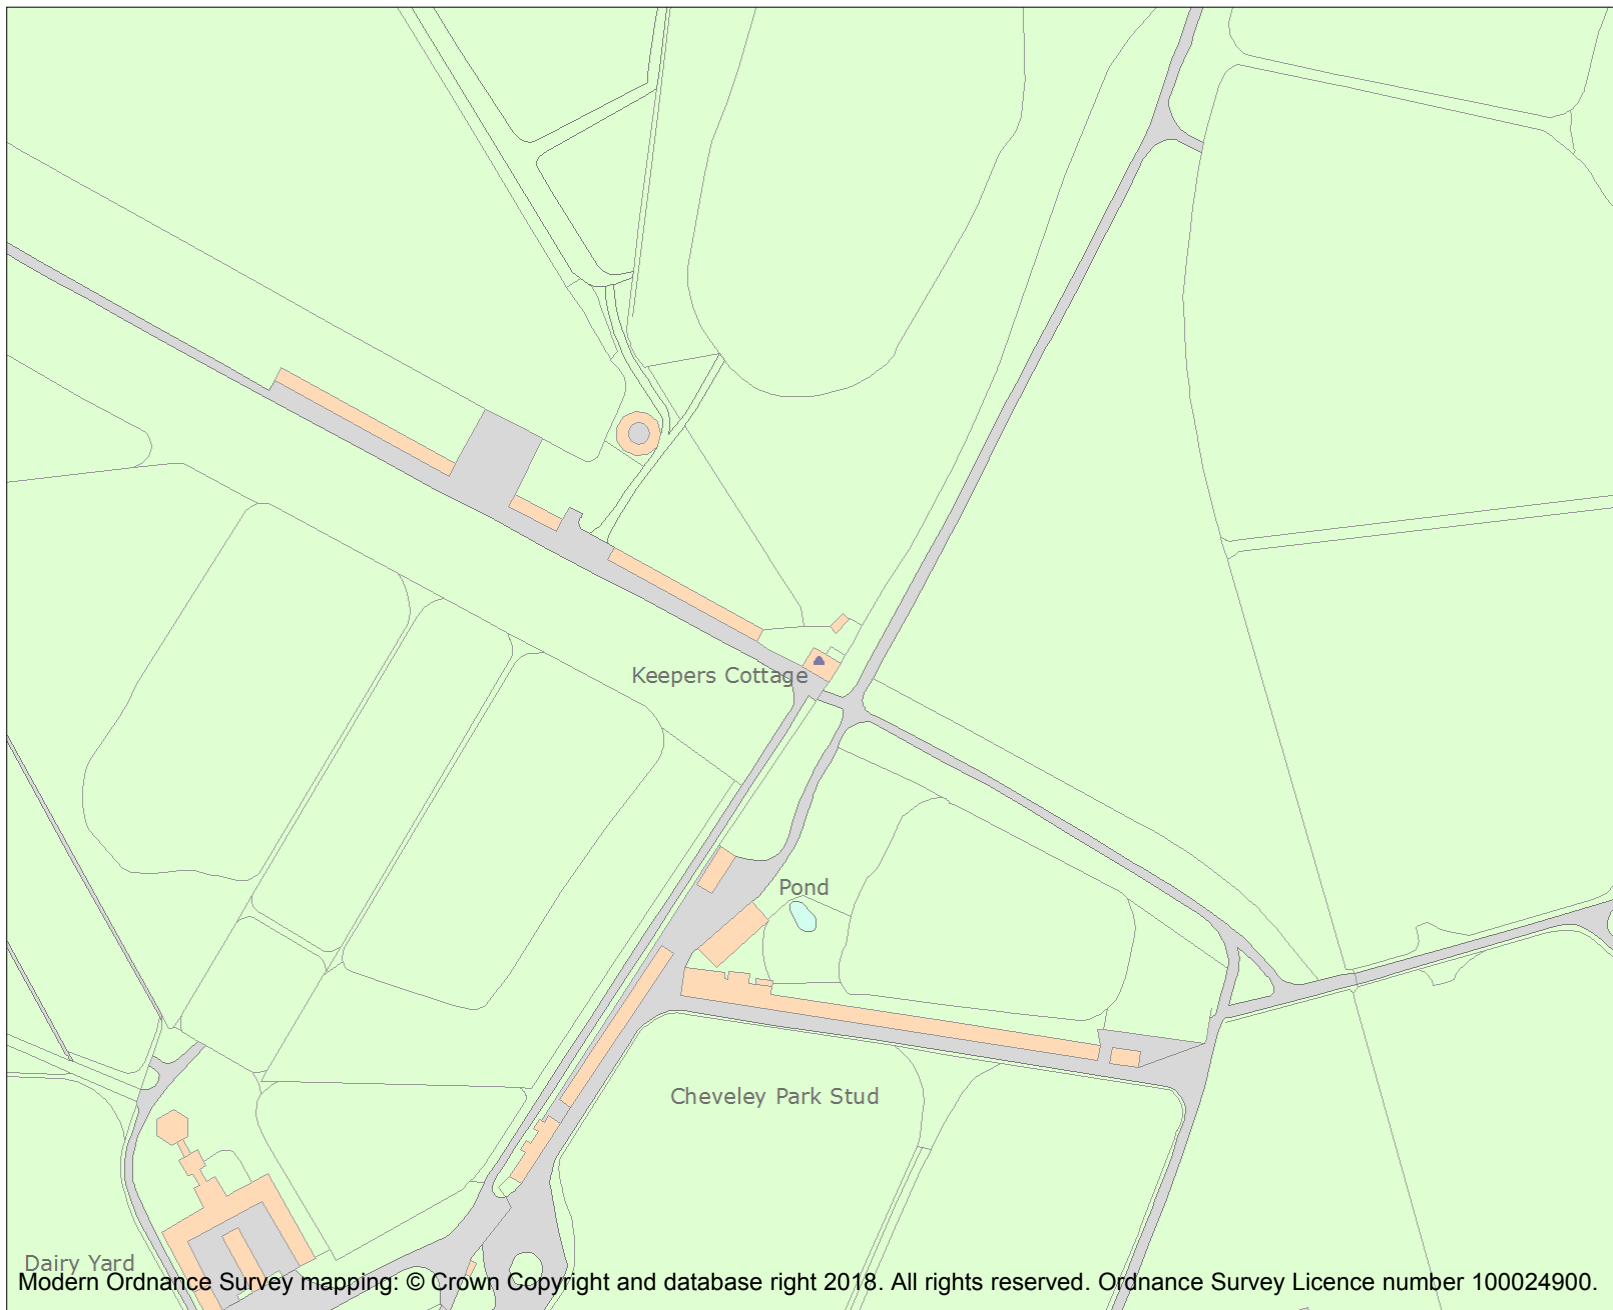 Keepers Cottage
Pond
Cheveley Park Stud
Dairy Yard
Modern Ordnance Survey mapping: © Crown Copyright and database right 2018. All rights reserved. Ordnance Survey Licence number 100024900.